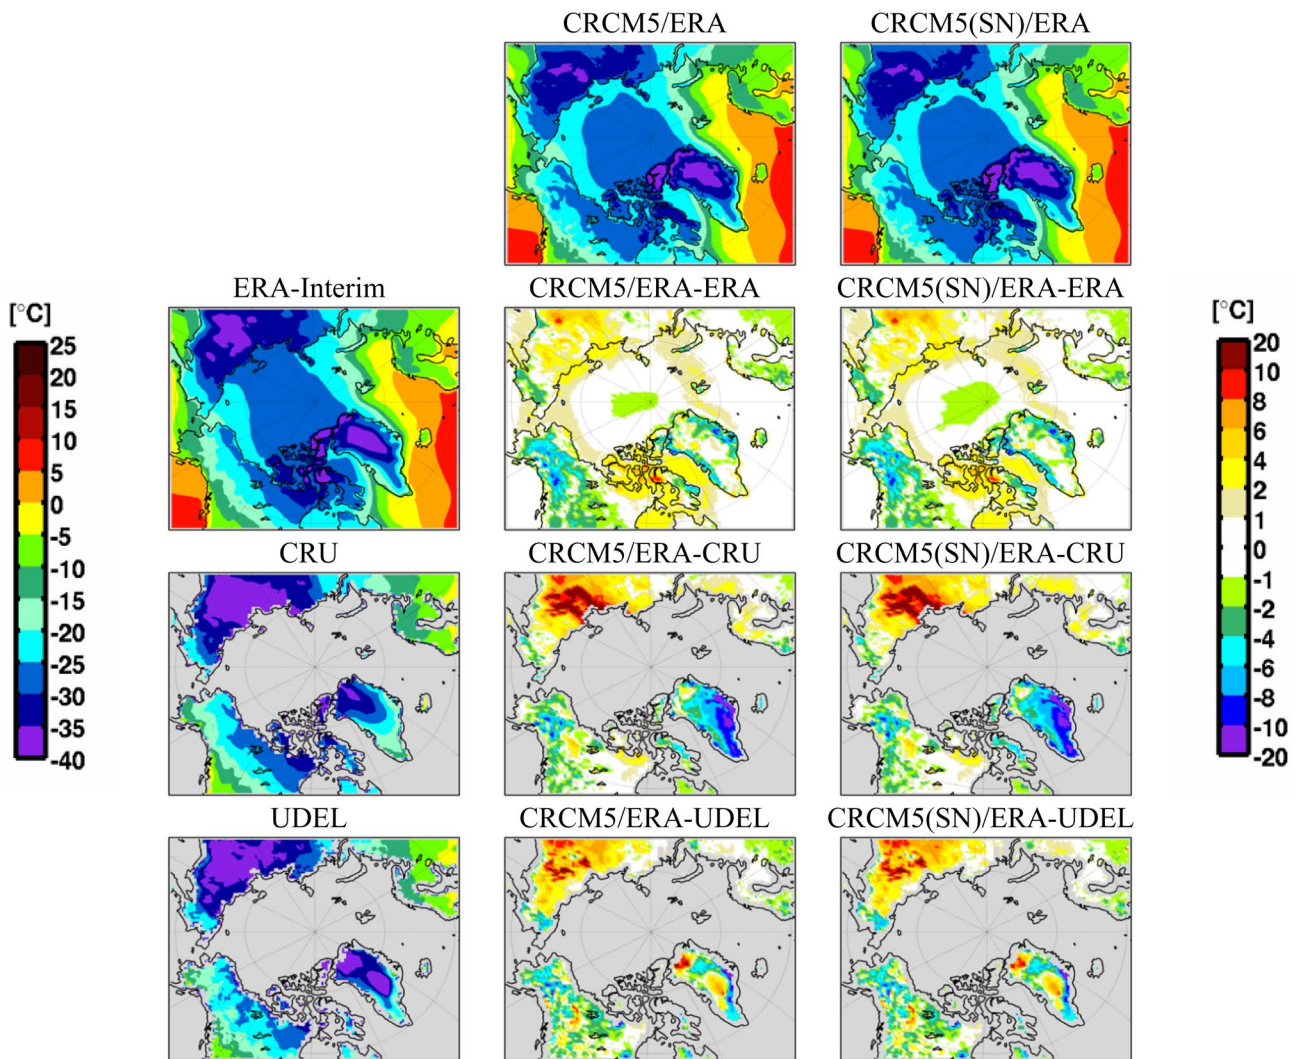 CRCM5/ERA
CRCM5(SN)/ERA
ERA-Interim
CRCM5/ERA-ERA
CRCM5(SN)/ERA-ERA
[°C]
25
20
15
10
5
0
-5
-10
-15
-20
-25
-30
-35
-40
[°C]
20
10
8
6
4
2
1
0
-1
-2
-4
-6
-8
-10
-20
CRU
CRCM5/ERA-CRU
CRCM5(SN)/ERA-CRU
UDEL
CRCM5/ERA-UDEL
CRCM5(SN)/ERA-UDEL